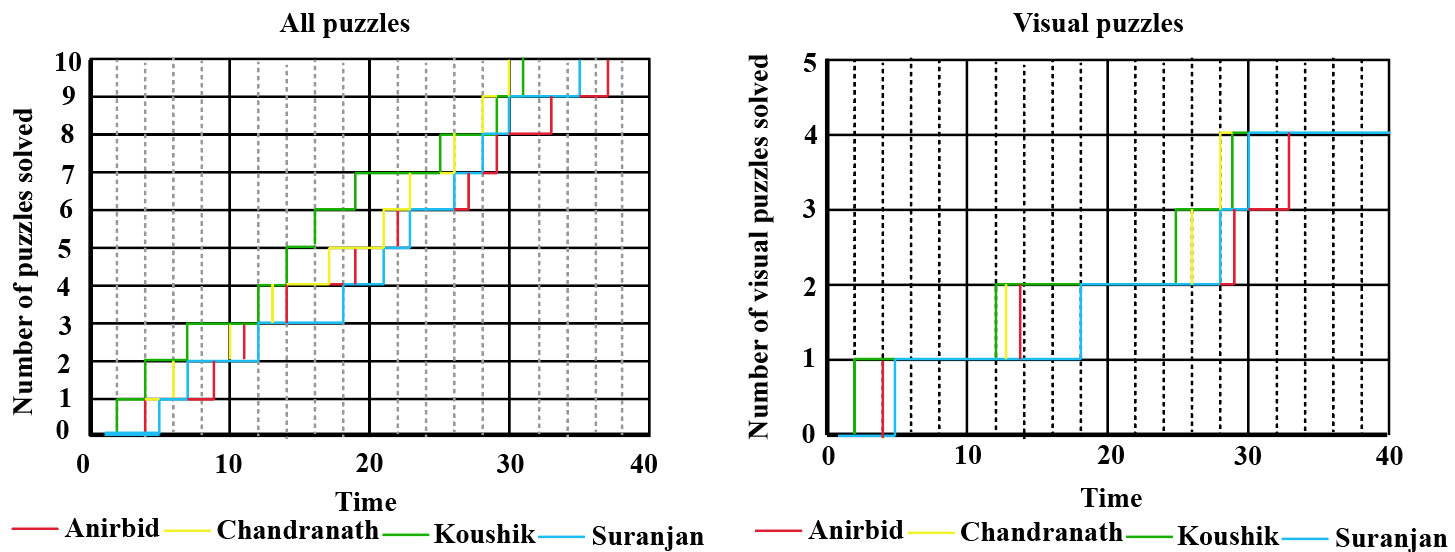 All puzzles
Number of puzzles solved
10
9
8
7
6
5
4
3
2
1
0
0 10 20 30 40
Time
Anirbid Chandranath Koushik Suranjan
Visual puzzles
Number of visual puzzles solved
5
4
3
2
1
0
0 10 20 30 40
Time
Anirbid Chandranath Koushik Suranjan